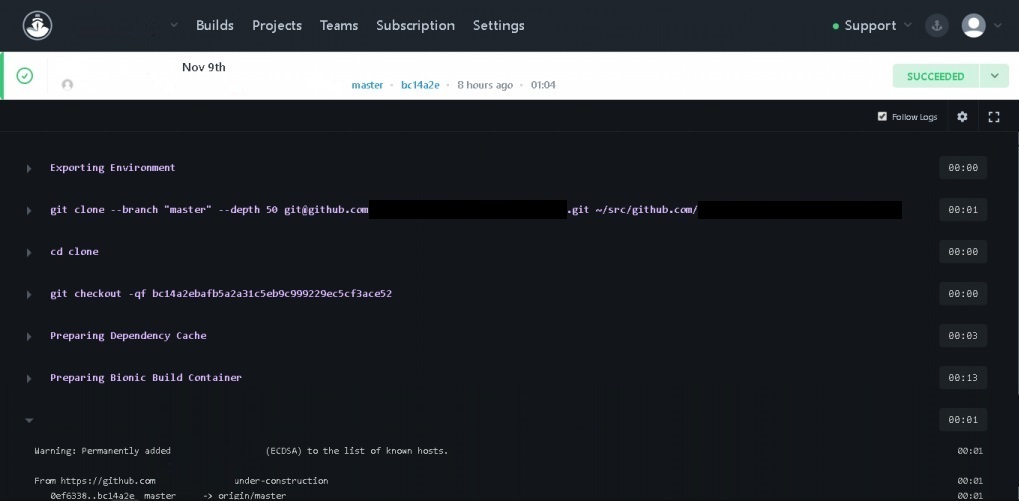 Builds Projects Teams Subscription Settings Support
Nov 9th
master · bc14a2e · 8 hours ago · 01:04
SUCCEEDED
Follow Logs
Exporting Environment 00:00
git clone --branch "master" --depth 50 git@github.com .git ~/src/github.com/ 00:01
cd clone 00:00
git checkout -qf bc14a2ebafb5a2a31c5eb9c999229ec5cf3ace52 00:00
Preparing Dependency Cache 00:03
Preparing Bionic Build Container 00:13
00:01
Warning: Permanently added (ECDSA) to the list of known hosts. 00:01
From https://github.com under-construction 00:01
0ef6338..bc14a2e master -> origin/master 00:01